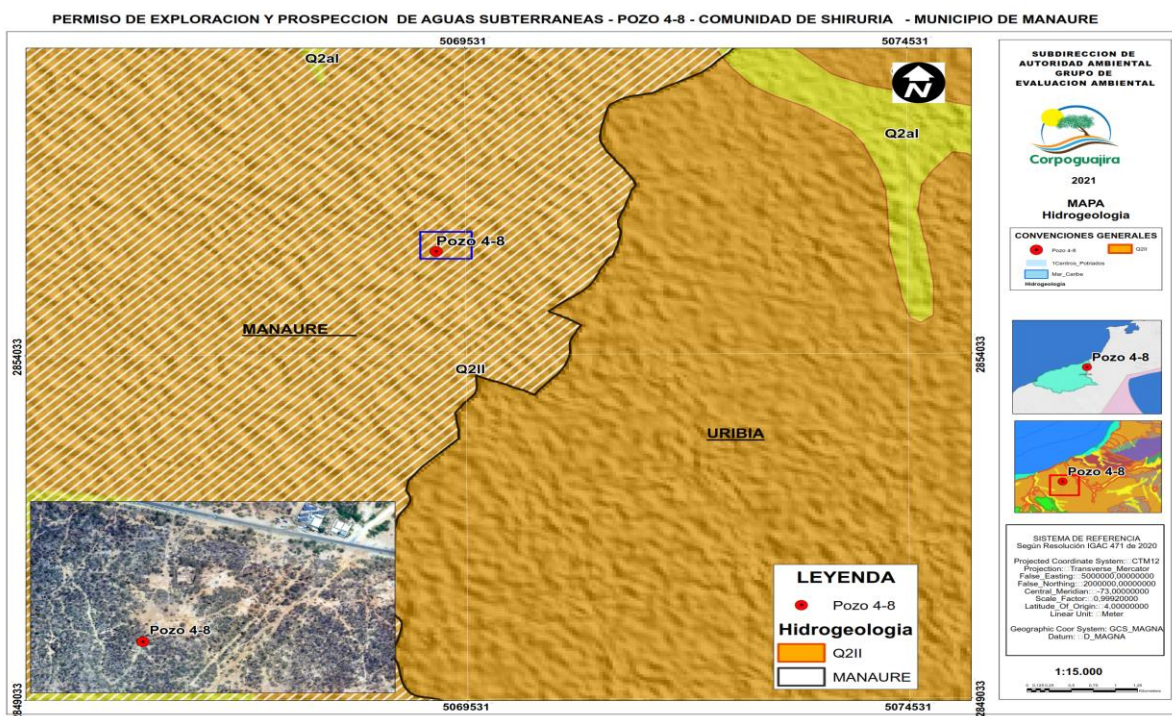 PERMISO DE EXPLORACION Y PROSPECCION DE AGUAS SUBTERRANEAS - POZO 4-8 - COMUNIDAD DE SHIRURIA - MUNICIPIO DE MANAURE
5069531
5074531
Q2al
Q2al
N
Pozo 4-8
MANAURE
2854033
2854033
Q2ll
URIBIA
Pozo 4-8
LEYENDA
Pozo 4-8
Hidrogeologia
Q2ll
MANAURE
2849033
2849033
5069531
5074531
SUBDIRECCION DE
AUTORIDAD AMBIENTAL
GRUPO DE
EVALUACION AMBIENTAL
Corpoguajira
2021
MAPA
Hidrogeologia
CONVENCIONES GENERALES
Pozo 4-8
Q2ll
1Centros_Poblados
Mar_Caribe
Hidrogeologia
Pozo 4-8
Pozo 4-8
SISTEMA DE REFERENCIA
Según Resolución IGAC 471 de 2020
Projected Coordinate System: CTM12
Projection: Transverse_Mercator
False_Easting: 5000000,00000000
False_Northing: 2000000,00000000
Central_Meridian: -73,00000000
Scale_Factor: 0,99920000
Latitude_Of_Origin: 4,00000000
Linear Unit: Meter
Geographic Coor System: GCS_MAGNA
Datum: D_MAGNA
1:15.000